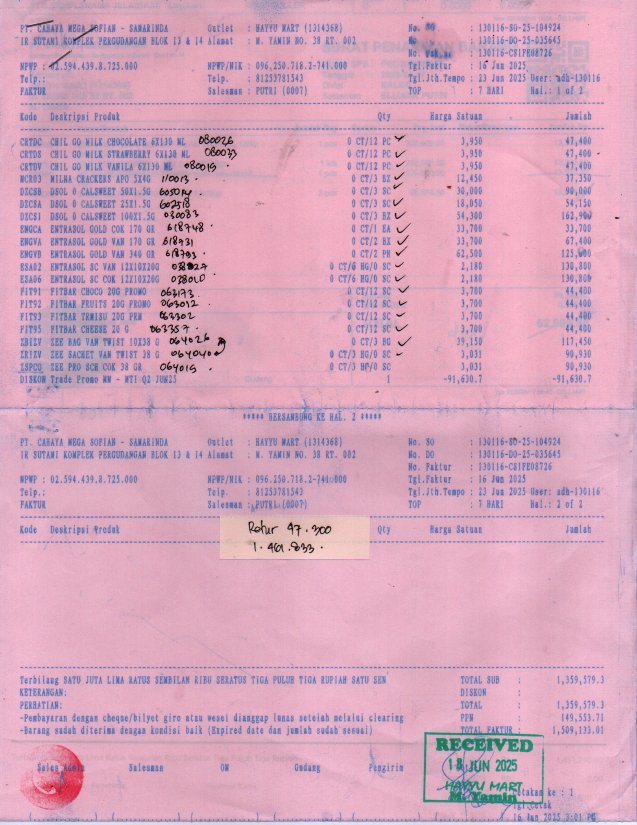 PT. CAHAYA MEGA SOPIAN - SAMARINDA Outlet : HAYYU MART (1314368) No. SO : 130116-SO-25-104924
IR SUTAMI KOMPLEK PERGUDANGAN BLOK 13 & 14 Alamat : M. YAMIN NO. 38 RT. 002 No. DO : 130116-DO-25-035645
: 130116-CSIFE08726
NPWP : 02.594.439.8.725.000 NPWP/NIK : 096.250.718.2-741.000 Tgl.Faktur : 16 Jun 2025
Telp.: Telp. : 81253781543 Tgl.Jth.Tempo : 23 Jun 2025 User: adh-130116
FAKTUR Salesman : PUTRI (0007) TOP : 7 HARI Hal.: 1 of 2
Kode Deskripsi Produk Qty Harga Satuan Jumlah
CRTDC CHIL GO MILK CHOCOLATE 6X130 ML 080026 0 CT/12 PC ✓ 3,950 47,400
CRTDS CHIL GO MILK STRAWBERRY 6X130 ML 080033 0 CT/12 PC ✓ 3,950 47,400
CRTDV CHIL GO MILK VANILA 6X130 ML 080019 0 CT/12 PC ✓ 3,950 47,400
MCRO3 MILNA CRACKERS APO 5X4G 110013 0 CT/3 BX ✓ 12,450 37,350
DZCSB DSOL 0 CALSWEET 50X1.5G 0 CT/3 SC ✓ 30,000 90,000
DZCSA DSOL 0 CALSWEET 25X1.5G 602518 0 CT/3 SC ✓ 18,050 54,150
DZCS1 DSOL 0 CALSWEET 100X1.5G 030083 0 CT/3 BX ✓ 54,300 162,900
ENGCA ENTRASOL GOLD COK 170 GR 618748 0 CT/1 EA ✓ 33,700 33,700
ENGVA ENTRASOL GOLD VAN 170 GR 618731 0 CT/2 BX ✓ 33,700 67,400
ENGVB ENTRASOL GOLD VAN 340 GR 618793 0 CT/2 PH ✓ 62,500 125,000
ESA02 ENTRASOL SC VAN 12X10X20G 0 CT/6 HG/0 SC ✓ 2,180 130,800
ESA06 ENTRASOL SC COK 12X10X20G 038010 0 CT/6 HG/0 SC ✓ 2,180 130,800
FIT91 FITBAR CHOCO 20G PROMO 063173 0 CT/12 SC ✓ 3,700 44,400
FIT92 FITBAR FRUITS 20G PROMO 063012 0 CT/12 SC ✓ 3,700 44,400
FIT93 FITBAR TRMISU 20G PRM 063302 0 CT/12 SC ✓ 3,700 44,400
FIT95 FITBAR CHEESE 20 G 063357 0 CT/12 SC ✓ 3,700 44,400
ZBIZV ZEE BAG VAN TWIST 10X38 G 064026 0 CT/3 BG ✓ 39,150 117,450
ZRIZV ZEE SACHET VAN TWIST 38 G 064040 0 CT/3 HG/0 SC ✓ 3,031 90,930
ZSPCO ZEE PRO SCH COK 38 GR 064019 0 CT/3 HG/0 SC 3,031 90,930
DISKON Trade Promo MM - MTI Q2 JUN25 1 -91,630.7 -91,630.7
***** BERSAMBUNG KE HAL. 2 *****
PT. CAHAYA MEGA SOPIAN - SAMARINDA Outlet : HAYYU MART (1314368) No. SO : 130116-SO-25-104924
IR SUTAMI KOMPLEK PERGUDANGAN BLOK 13 & 14 Alamat : M. YAMIN NO. 38 RT. 002 No. DO : 130116-DO-25-035645
No. Faktur : 130116-CSIFE08726
NPWP : 02.594.439.8.725.000 NPWP/NIK : 096.250.718.2-741.000 Tgl.Faktur : 16 Jun 2025
Telp.: Telp. : 81253781543 Tgl.Jth.Tempo : 23 Jun 2025 User: adh-130116
FAKTUR Salesman : PUTRI (0007) TOP : 7 HARI Hal.: 2 of 2
Kode Deskripsi Produk Qty Harga Satuan Jumlah
Retur 47.300
1.461.833.
Terbilang SATU JUTA LIMA RATUS SEMBILAN RIBU SERATUS TIGA PULUH TIGA RUPIAH SATU SEN TOTAL SUB : 1,359,579.3
KETERANGAN: DISKON :
PERHATIAN: TOTAL : 1,359,579.3
-Pembayaran dengan cheque/bilyet giro atau wesel dianggap lunas setelah melalui clearing PPN : 149,553.71
-Barang sudah diterima dengan kondisi baik (Expired date dan jumlah sudah sesuai) TOTAL FAKTUR : 1,509,133.01
RECEIVED
18 JUN 2025
HAYYU MART
M. Yamin
Sales Admin Salesman OM Gudang Pengirim
Cetakan ke : 1
Tgl Cetak
16 Jun 2025 3:01 PM